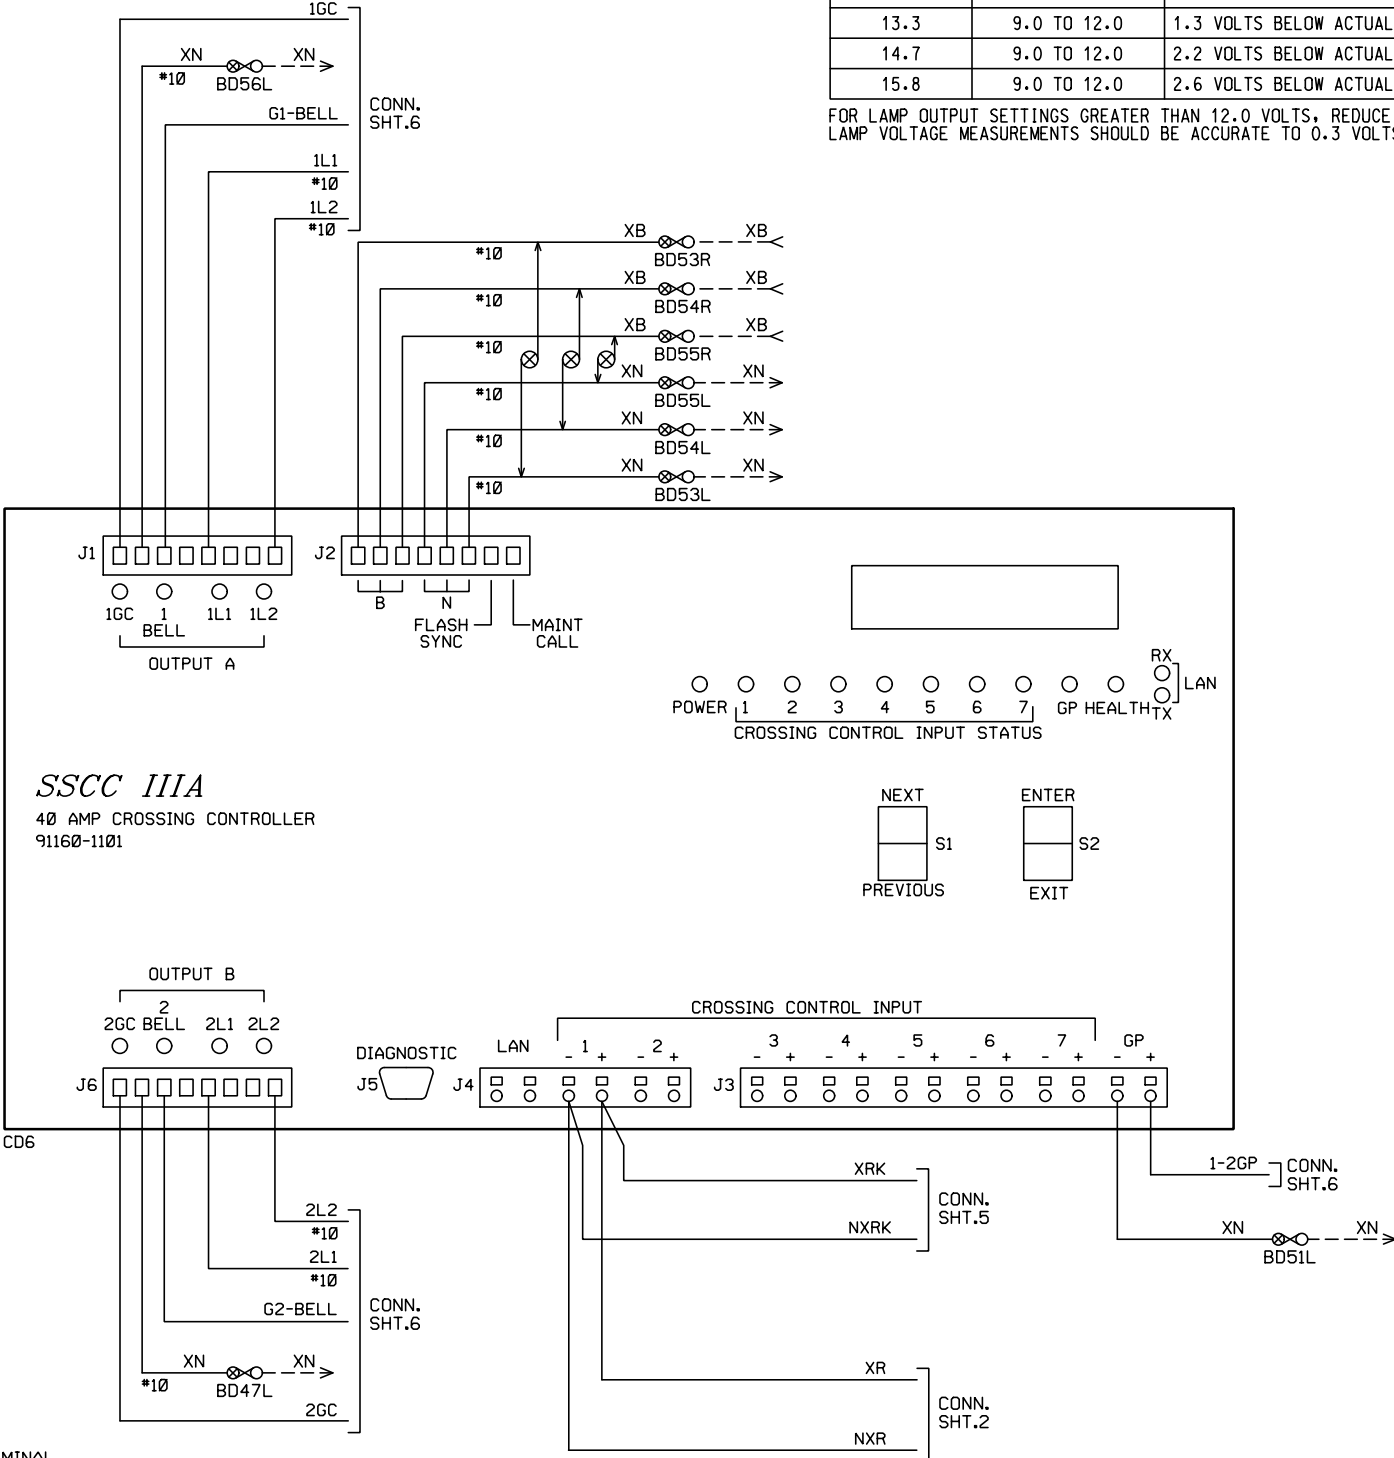 1GC
13.3 9.0 TO 12.0 1.3 VOLTS BELOW ACTUAL
XN XN
#10 BD56L
14.7 9.0 TO 12.0 2.2 VOLTS BELOW ACTUAL
15.8 9.0 TO 12.0 2.6 VOLTS BELOW ACTUAL
CONN.
SHT.6
G1-BELL
FOR LAMP OUTPUT SETTINGS GREATER THAN 12.0 VOLTS, REDUCE
LAMP VOLTAGE MEASUREMENTS SHOULD BE ACCURATE TO 0.3 VOLTS
1L1
#10
1L2
#10
XB XB
#10 BD53R
XB XB
#10 BD54R
XB XB
#10 BD55R
XN XN
#10 BD55L
XN XN
#10 BD54L
XN XN
#10 BD53L
J1 J2
1GC 1 1L1 1L2
BELL
OUTPUT A
B N
FLASH MAINT
SYNC CALL
RX
LAN
POWER 1 2 3 4 5 6 7 GP HEALTH TX
CROSSING CONTROL INPUT STATUS
SSCC IIIA
40 AMP CROSSING CONTROLLER
91160-1101
NEXT ENTER
S1 S2
PREVIOUS EXIT
OUTPUT B
2
2GC BELL 2L1 2L2
CROSSING CONTROL INPUT
DIAGNOSTIC LAN 1 2 3 4 5 6 7 GP
- + - + - + - + - + - + - + - +
J6 J5 J4 J3
CD6
XRK
NXRK
CONN.
SHT.5
1-2GP CONN.
SHT.6
XN XN
BD51L
2L2
#10
2L1
#10
G2-BELL
CONN.
SHT.6
XN XN
#10 BD47L
2GC
XR
CONN.
SHT.2
NXR